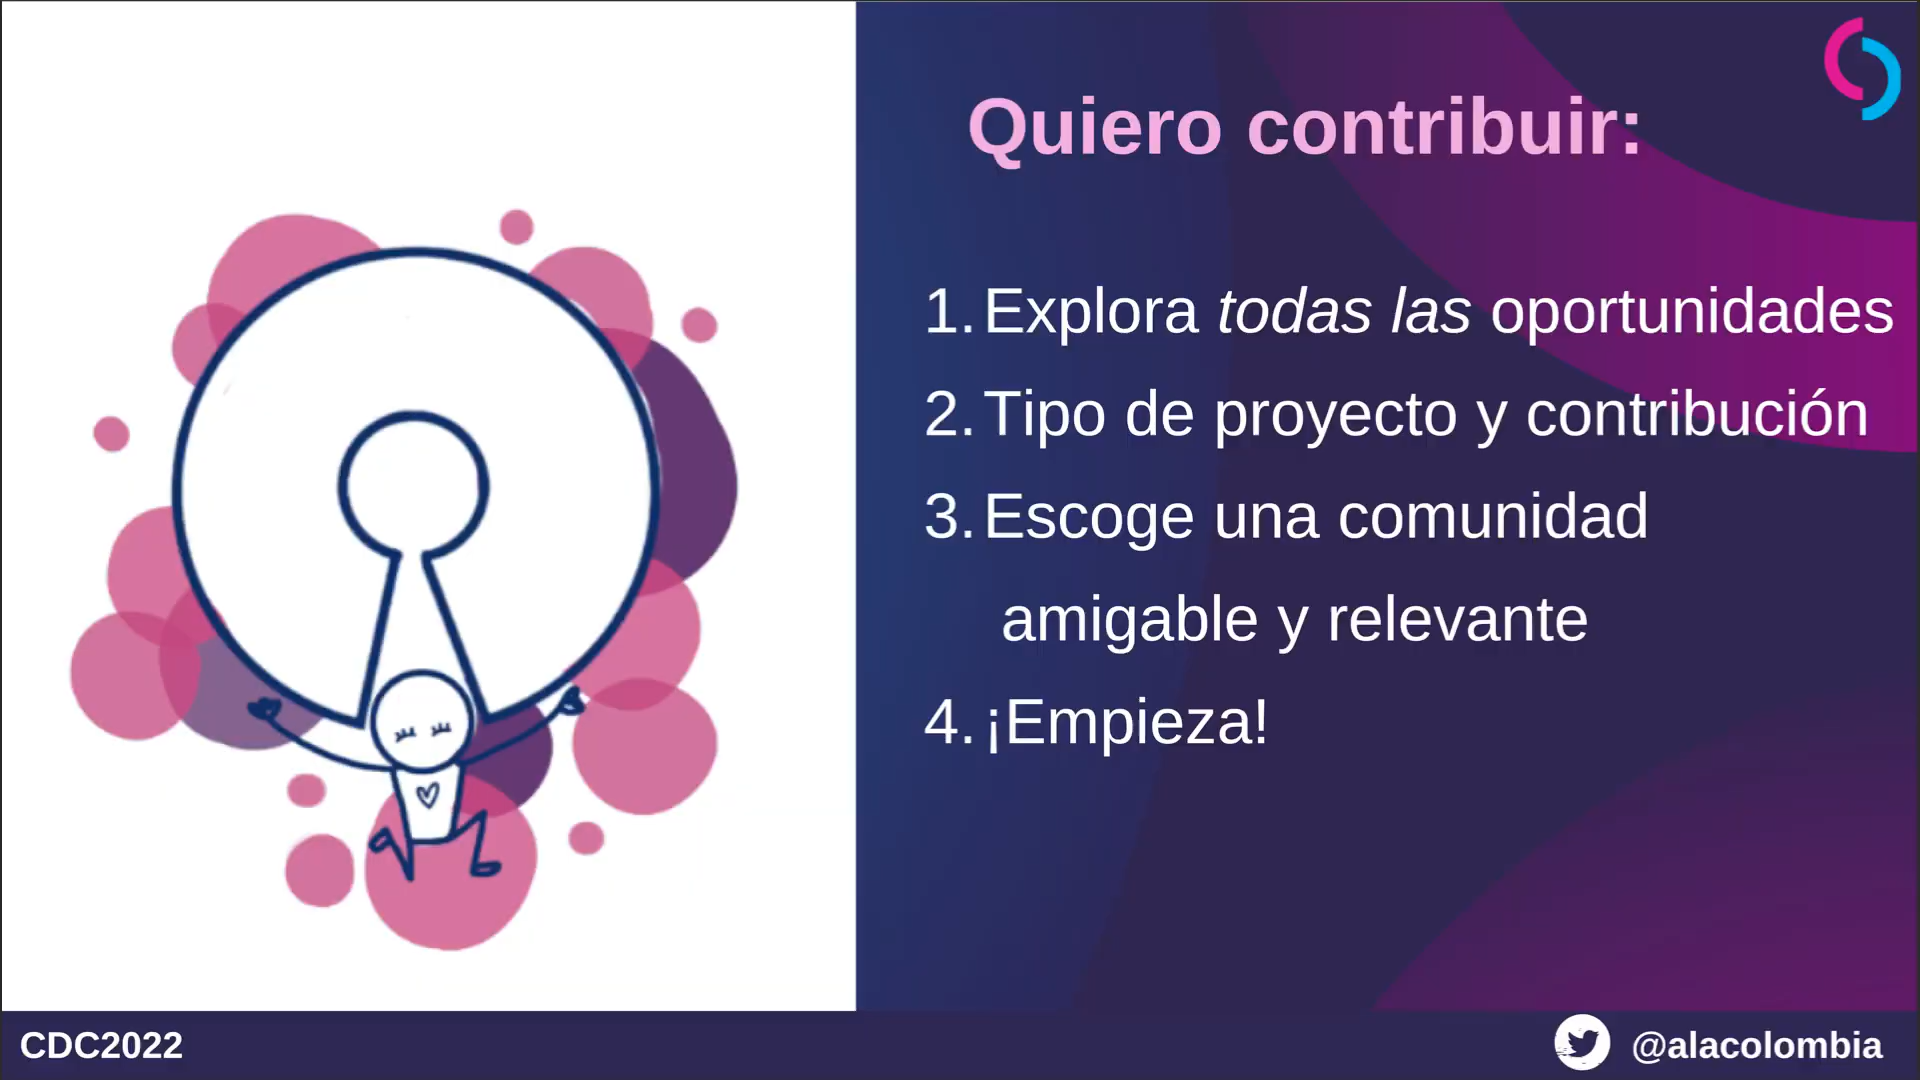 Quiero contribuir:
1. Explora todas las oportunidades
2. Tipo de proyecto y contribución
3. Escoge una comunidad
amigable y relevante
4. ¡Empieza!
CDC2022
@alacolombia